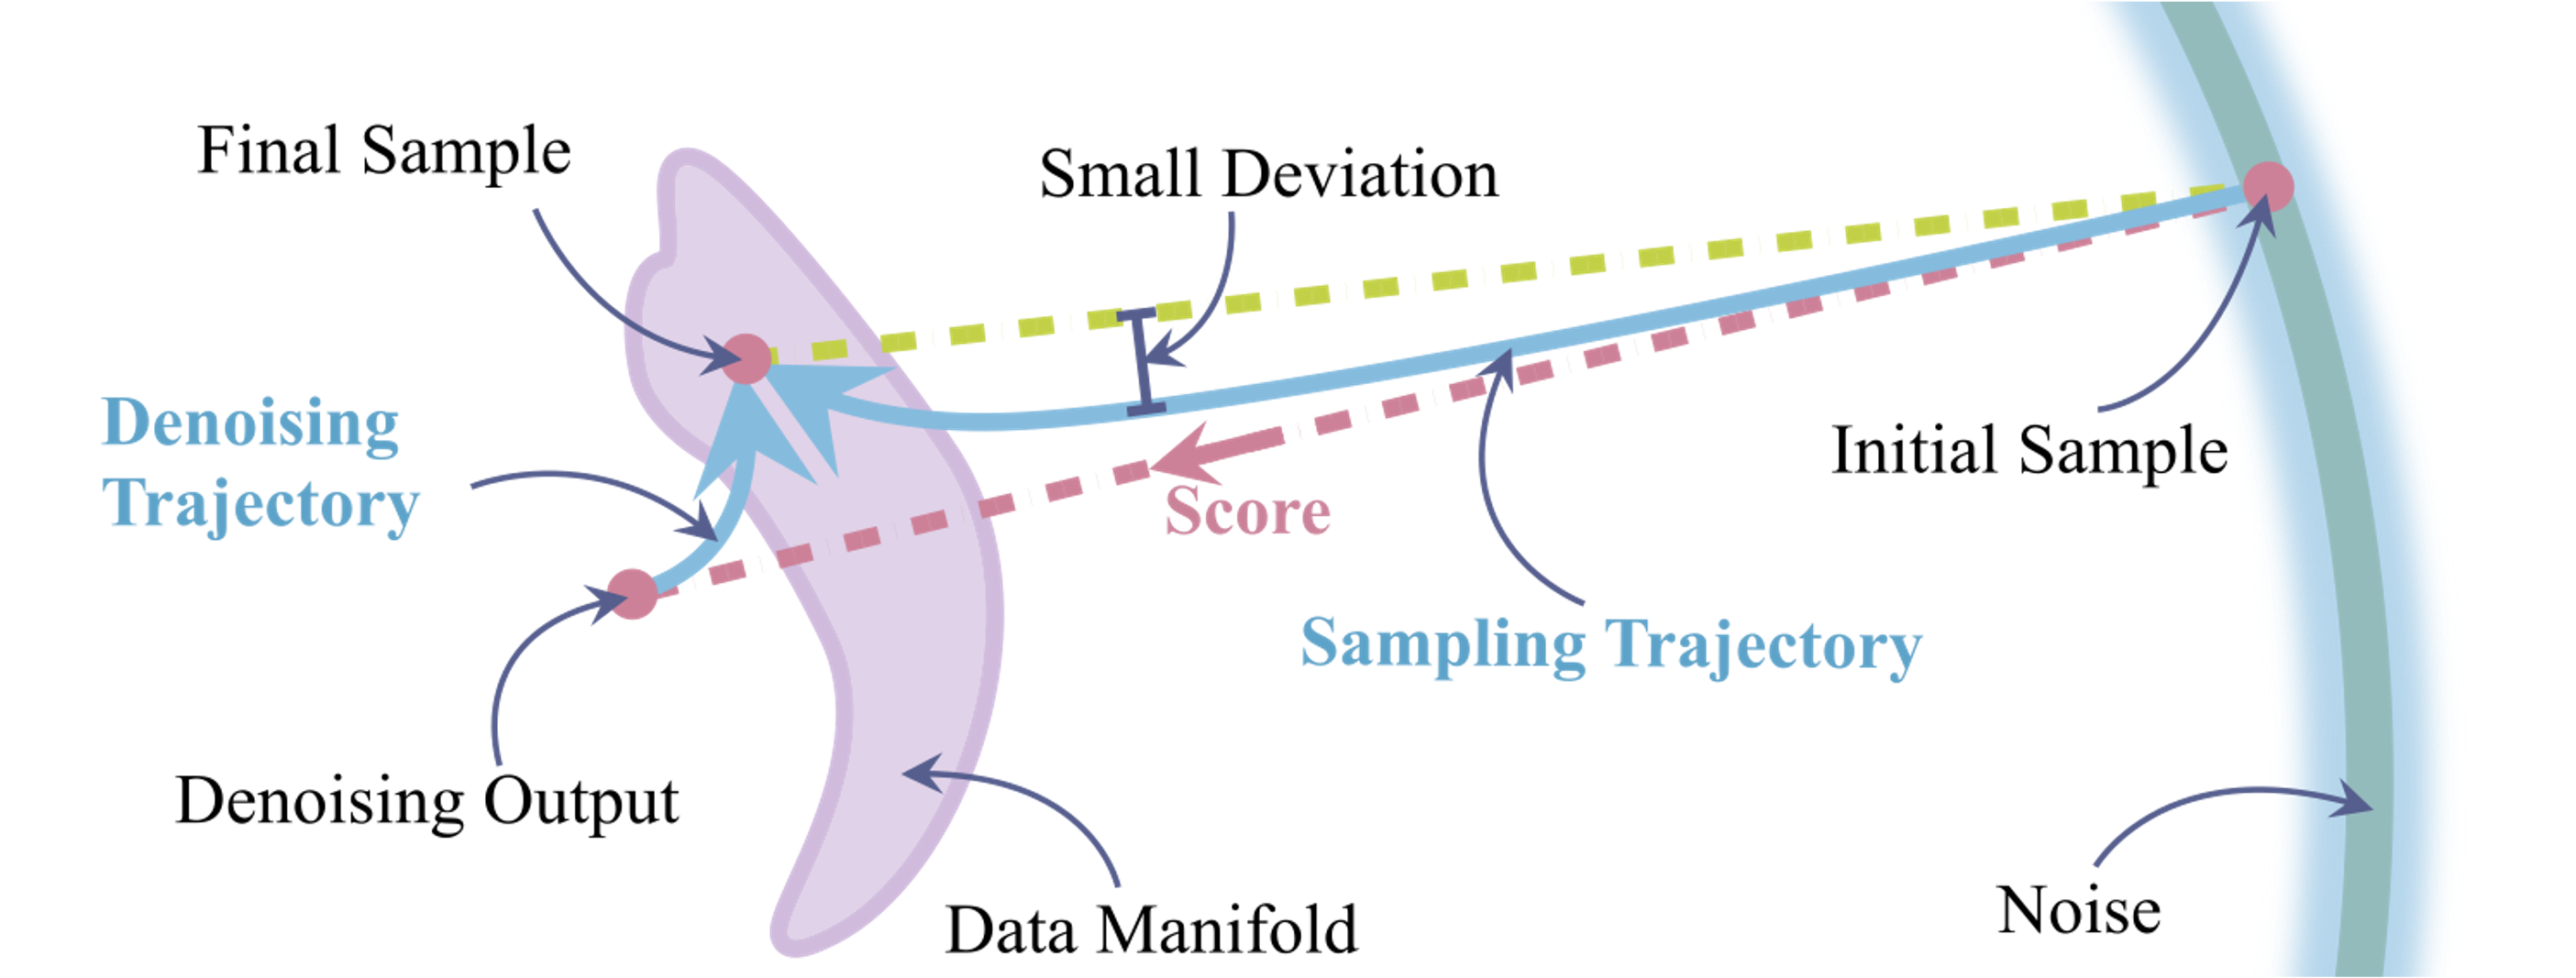 Final Sample
Small Deviation
Denoising
Trajectory
Initial Sample
Score
Sampling Trajectory
Denoising Output
Data Manifold
Noise